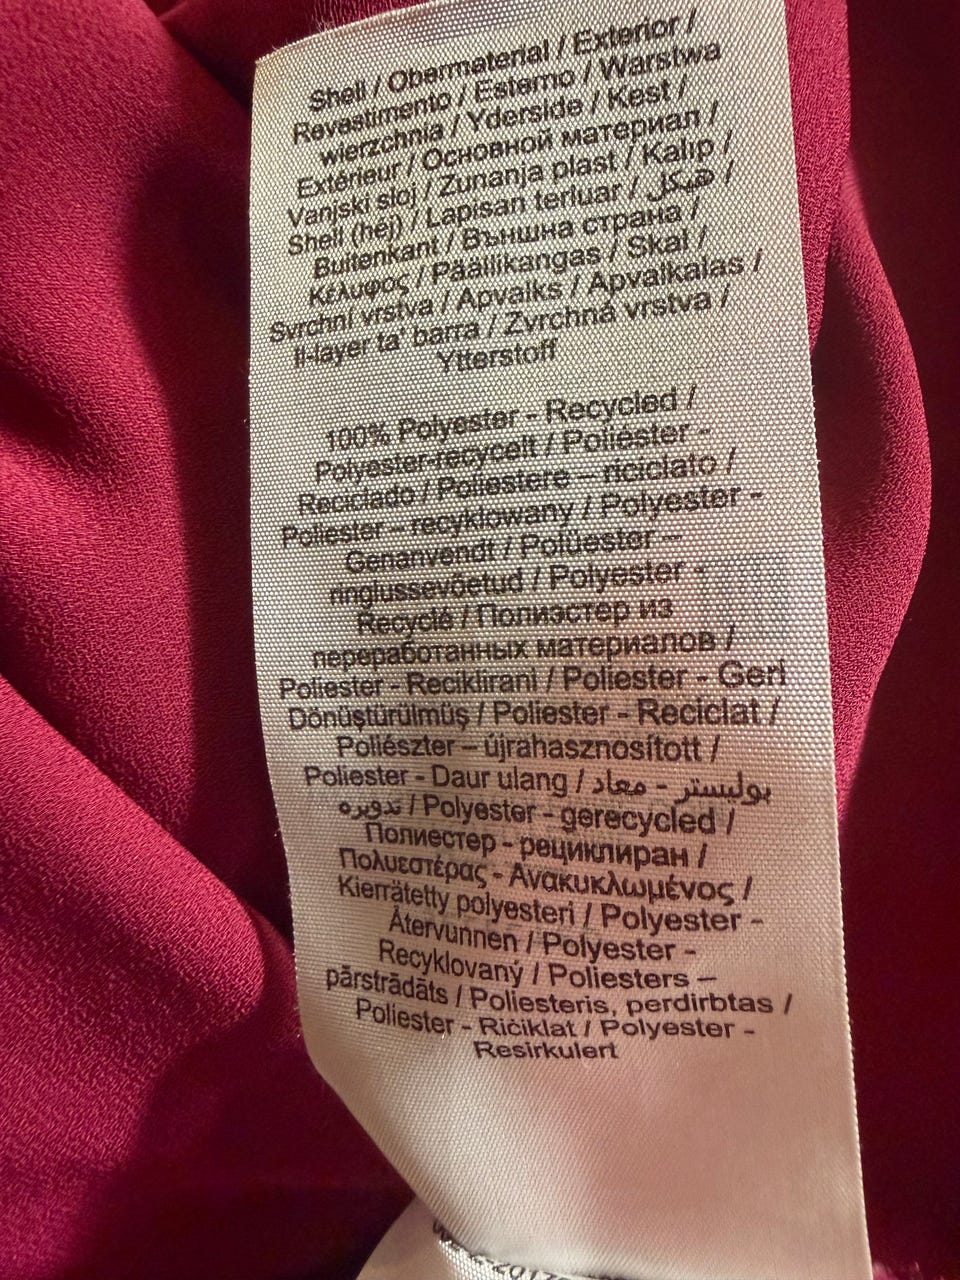 Shell / Obermaterial / Exterior /
Revestimento / Esterno / Warstwa
wierzchnia / Yderside / Kest /
Extérieur / Основной материал /
Vanjski sloj / Zunanja plast / Kalıp /
Shell (héj) / Lapisan terluar / هيكل /
Buitenkant / Външна страна /
Κέλυφος / Päällikangas / Skal /
Svrchní vrstva / Apvalks / Apvalkalas /
Il-layer ta' barra / Zvrchná vrstva /
Ytterstoff
100% Polyester - Recycled /
Polyester-recycelt / Poliéster -
Reciclado / Poliestere – riciclato /
Poliester – recyklowany / Polyester -
Genanvendt / Polüester –
ringlussevõetud / Polyester -
Recyclé / Полиэстер из
переработанных материалов /
Poliester - Reciklirani / Poliester - Geri
Dönüştürülmüş / Poliester - Reciclat /
Poliészter – újrahasznosított /
Poliester - Daur ulang / بوليستر - معاد
تدويره / Polyester - gerecycled /
Полиестер - рециклиран /
Πολυεστέρας - Ανακυκλωμένος /
Kierrätetty polyesteri / Polyester -
Återvunnen / Polyester -
Recyklovaný / Poliesters –
pārstrādāts / Poliesteris, perdirbtas /
Poliester - Riċiklat / Polyester -
Resirkulert